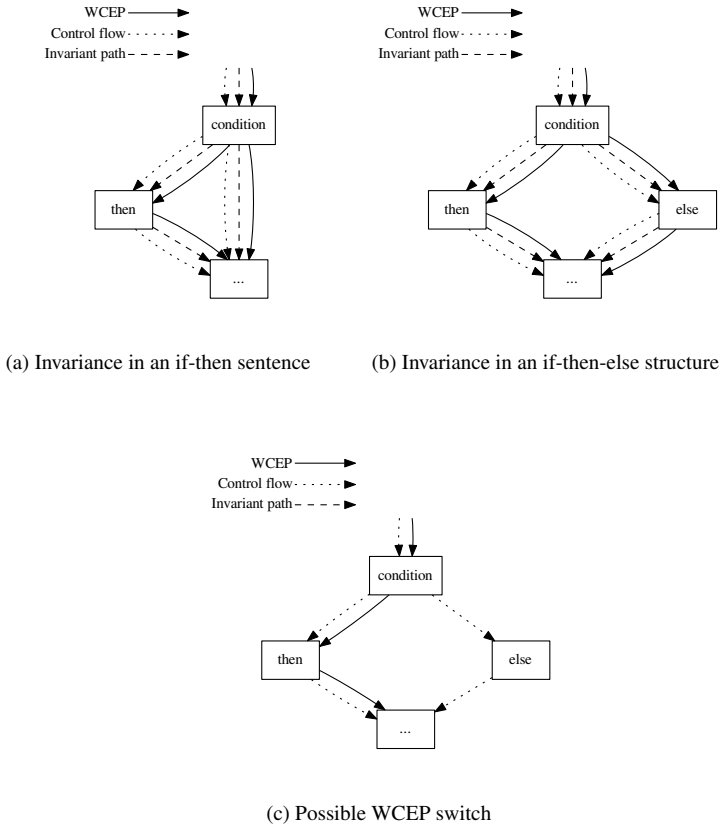 WCEP
Control flow
Invariant path
condition
then
...
(a) Invariance in an if-then sentence
WCEP
Control flow
Invariant path
condition
then
else
...
(b) Invariance in an if-then-else structure
WCEP
Control flow
Invariant path
condition
then
else
...
(c) Possible WCEP switch